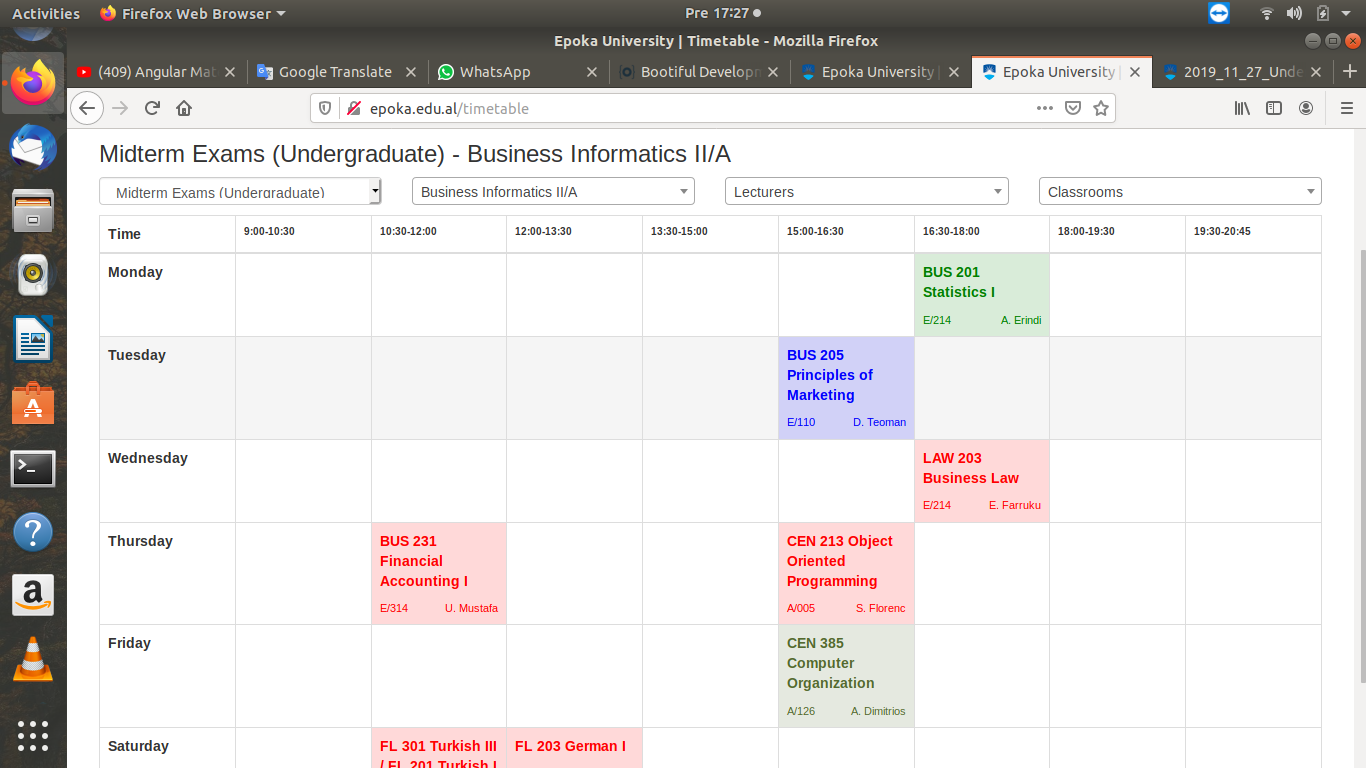 Activities Firefox Web Browser Pre 17:27
Epoka University | Timetable - Mozilla Firefox
(409) Angular Mat Google Translate WhatsApp Bootiful Developm Epoka University | Epoka University | 2019_11_27_Unde
epoka.edu.al/timetable
Midterm Exams (Undergraduate) - Business Informatics II/A
Midterm Exams (Undergraduate) Business Informatics II/A Lecturers Classrooms
Time 9:00-10:30 10:30-12:00 12:00-13:30 13:30-15:00 15:00-16:30 16:30-18:00 18:00-19:30 19:30-20:45
Monday BUS 201
Statistics I
E/214 A. Erindi
Tuesday BUS 205
Principles of
Marketing
E/110 D. Teoman
Wednesday LAW 203
Business Law
E/214 E. Farruku
Thursday BUS 231 CEN 213 Object
Financial Oriented
Accounting I Programming
E/314 U. Mustafa A/005 S. Florenc
Friday CEN 385
Computer
Organization
A/126 A. Dimitrios
Saturday FL 301 Turkish III FL 203 German I
/ FL 201 Turkish I